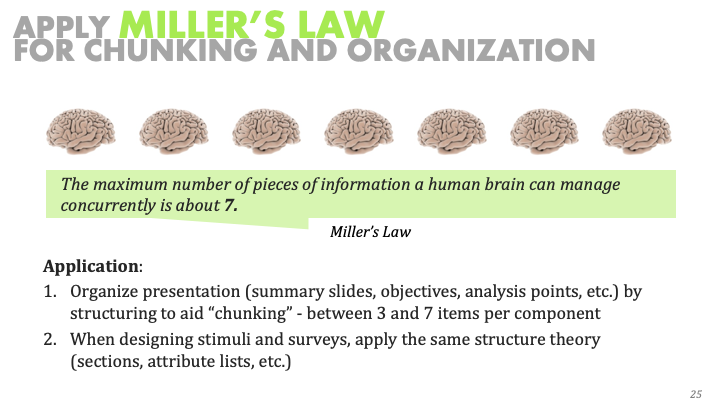 APPLY MILLER’S LAW
FOR CHUNKING AND ORGANIZATION
The maximum number of pieces of information a human brain can manage
concurrently is about 7.
Miller’s Law
Application:
1. Organize presentation (summary slides, objectives, analysis points, etc.) by
structuring to aid “chunking” - between 3 and 7 items per component
2. When designing stimuli and surveys, apply the same structure theory
(sections, attribute lists, etc.)
25